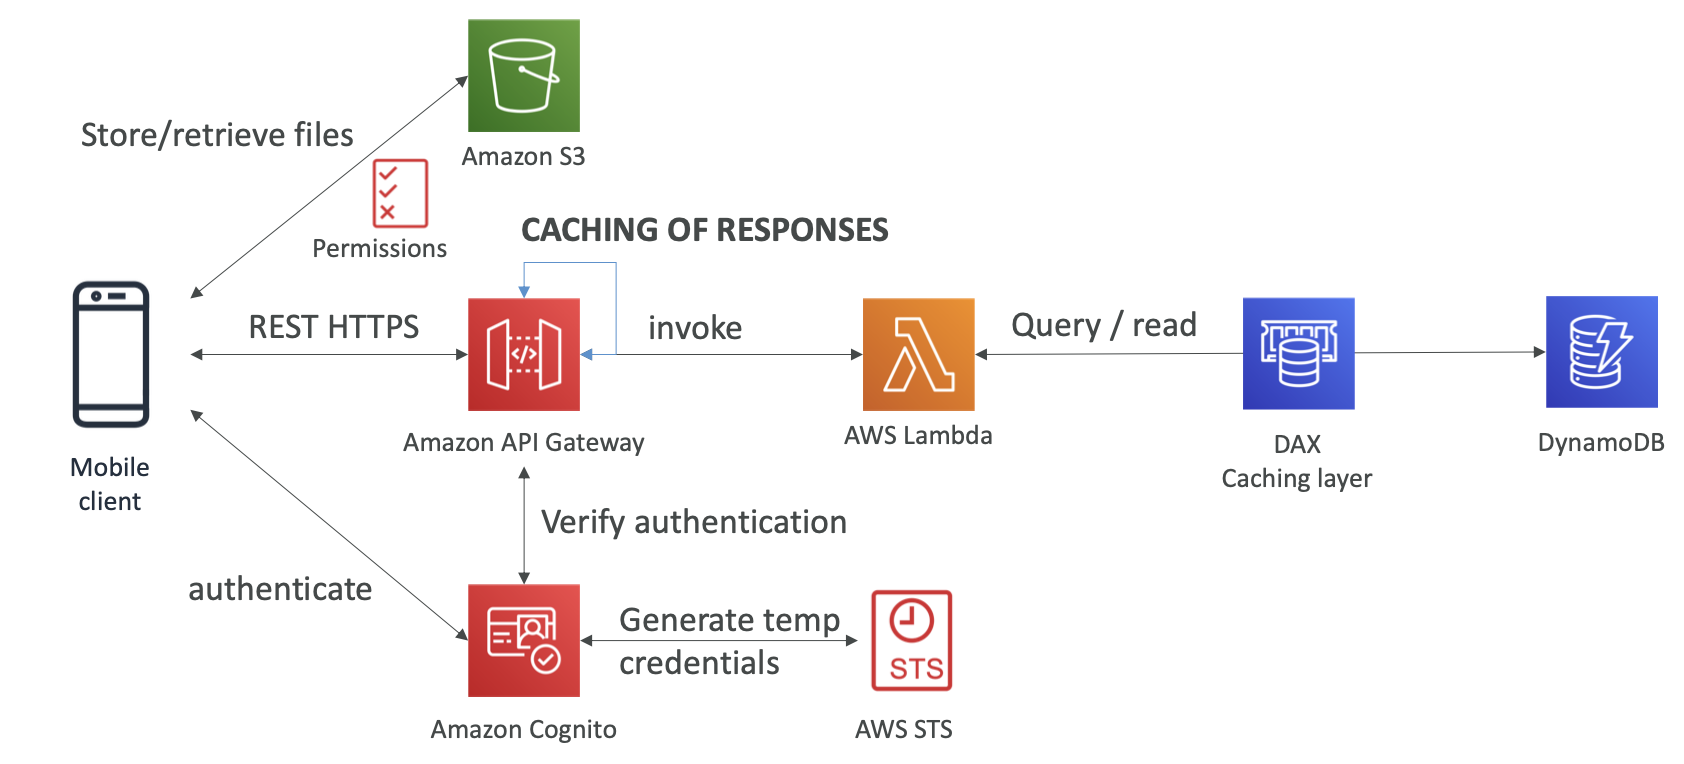 Store/retrieve files
Amazon S3
Permissions
CACHING OF RESPONSES
REST HTTPS
invoke
Query / read
Amazon API Gateway
AWS Lambda
DAX
Caching layer
DynamoDB
Mobile
client
Verify authentication
authenticate
Generate temp
credentials
STS
Amazon Cognito
AWS STS